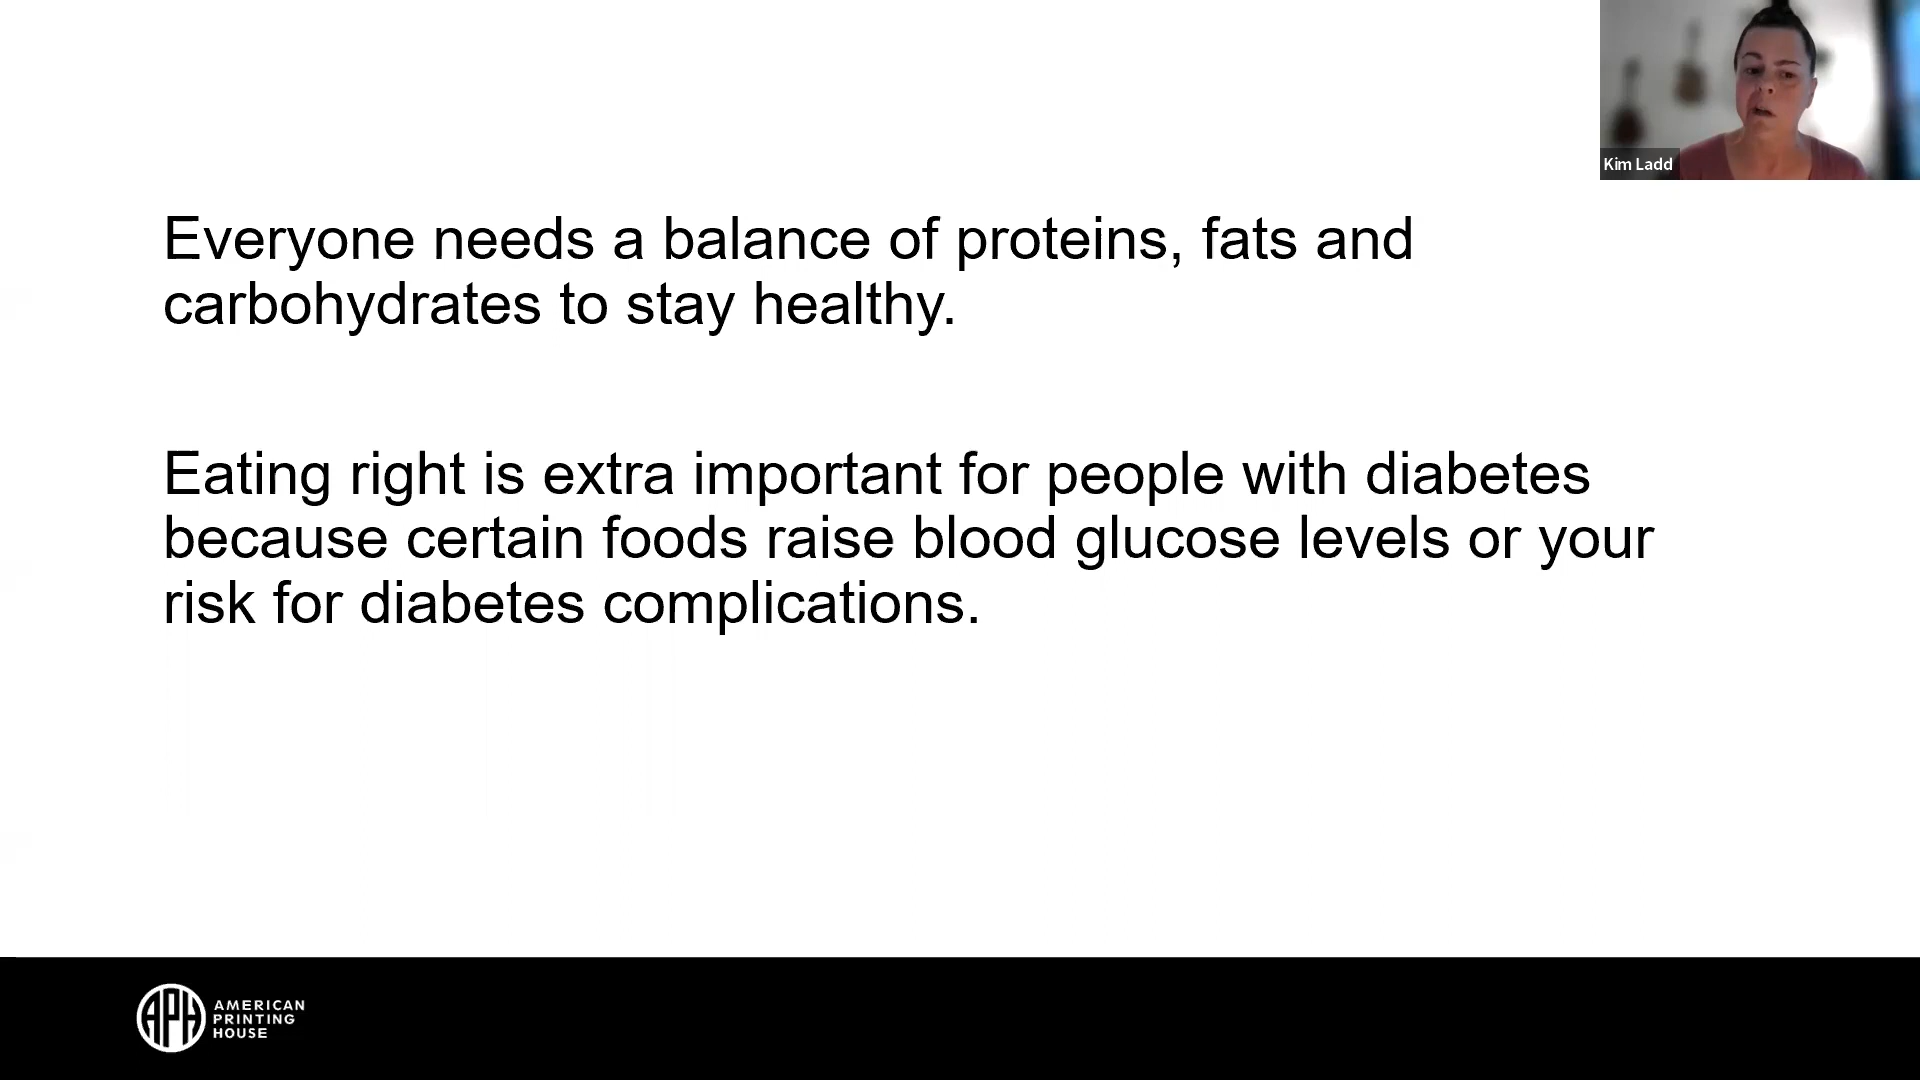 Kim Ladd
Everyone needs a balance of proteins, fats and
carbohydrates to stay healthy.
Eating right is extra important for people with diabetes
because certain foods raise blood glucose levels or your
risk for diabetes complications.
APH
AMERICAN
PRINTING
HOUSE